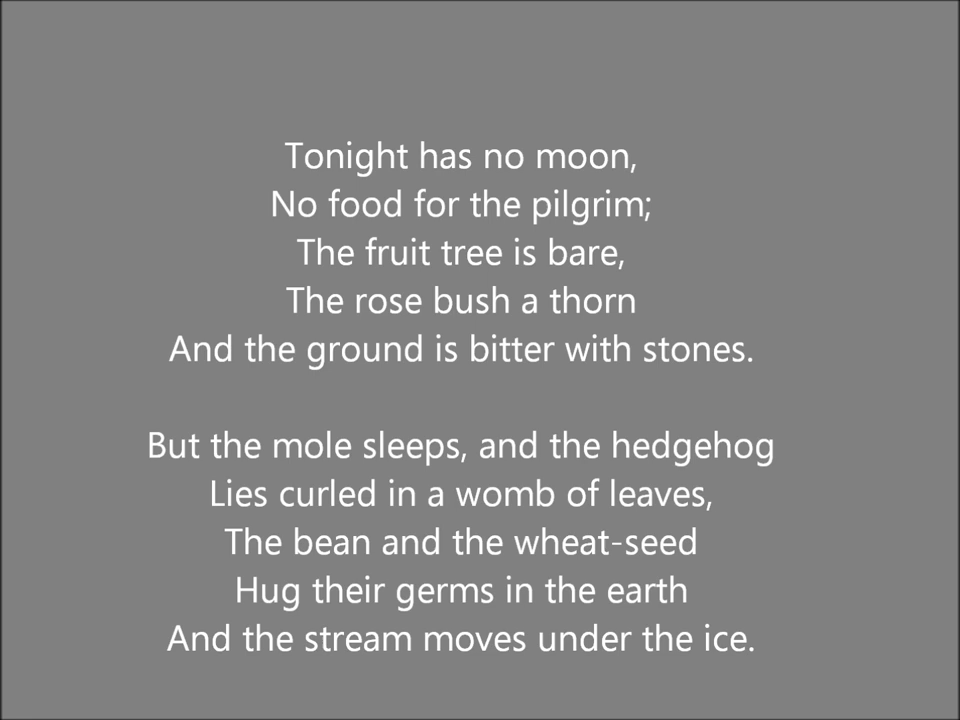 Tonight has no moon,
No food for the pilgrim;
The fruit tree is bare,
The rose bush a thorn
And the ground is bitter with stones.
But the mole sleeps, and the hedgehog
Lies curled in a womb of leaves,
The bean and the wheat-seed
Hug their germs in the earth
And the stream moves under the ice.